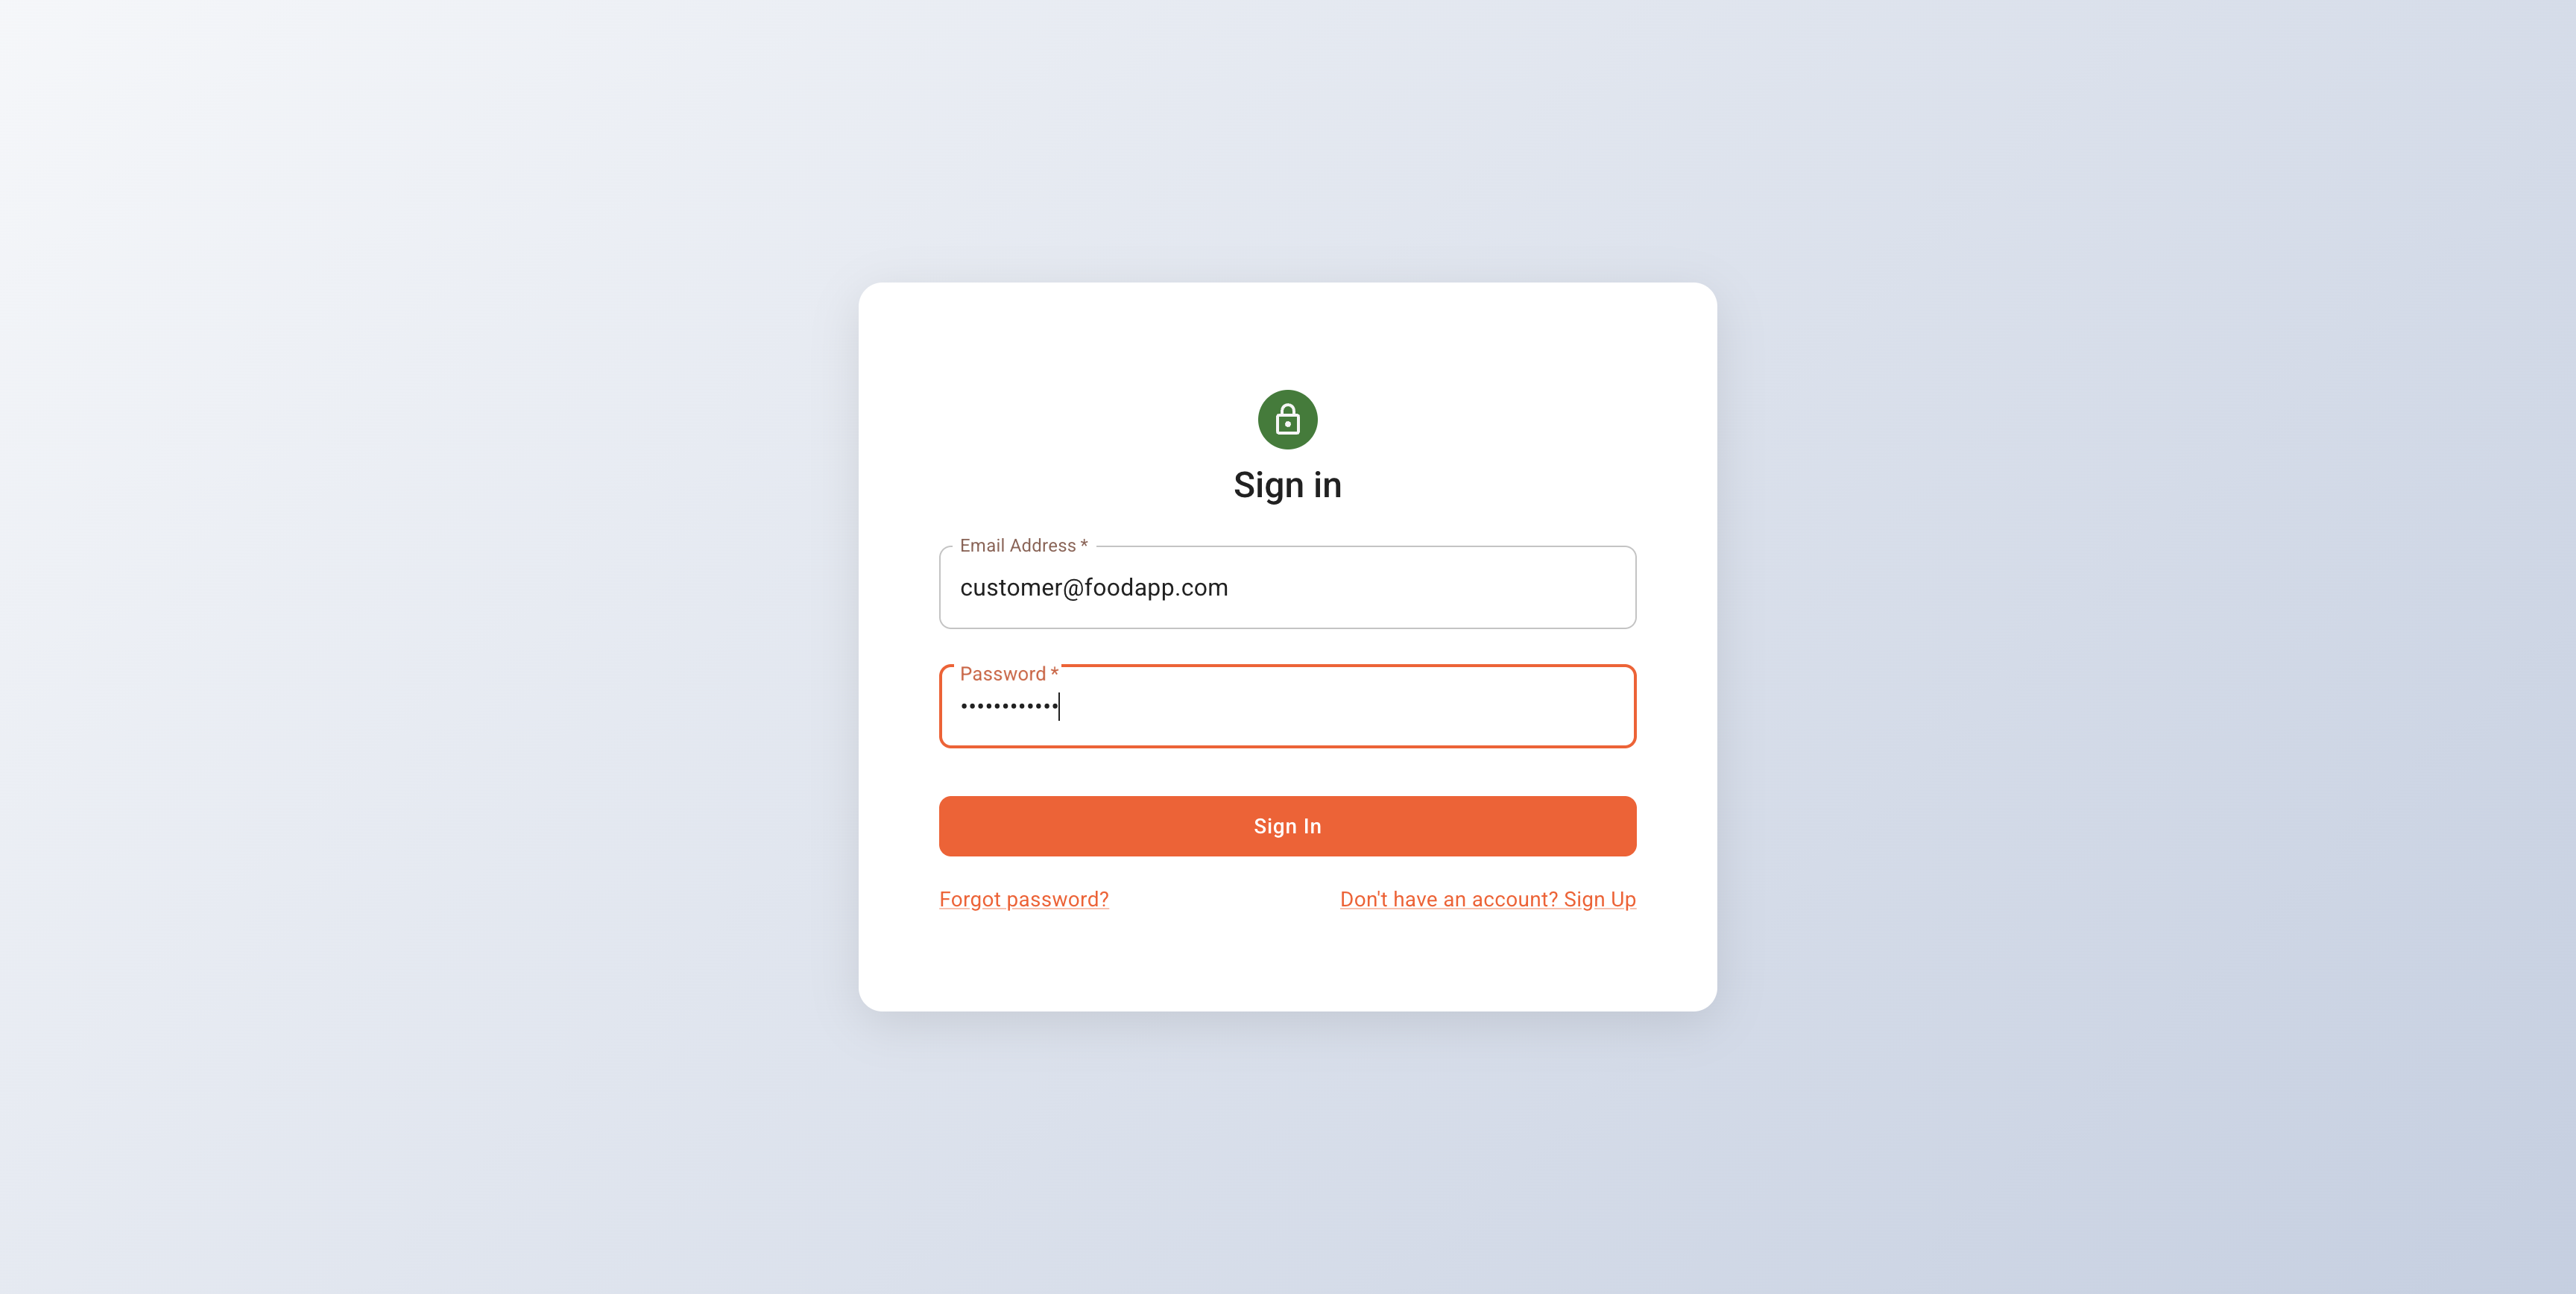 Sign in
Email Address *
customer@foodapp.com
Password *
••••••••••••
Sign In
Forgot password? Don't have an account? Sign Up